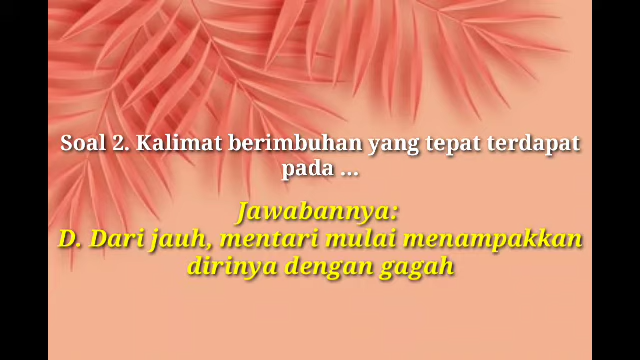 Soal 2. Kalimat berimbuhan yang tepat terdapat
pada ...
Jawabannya:
D. Dari jauh, mentari mulai menampakkan
dirinya dengan gagah